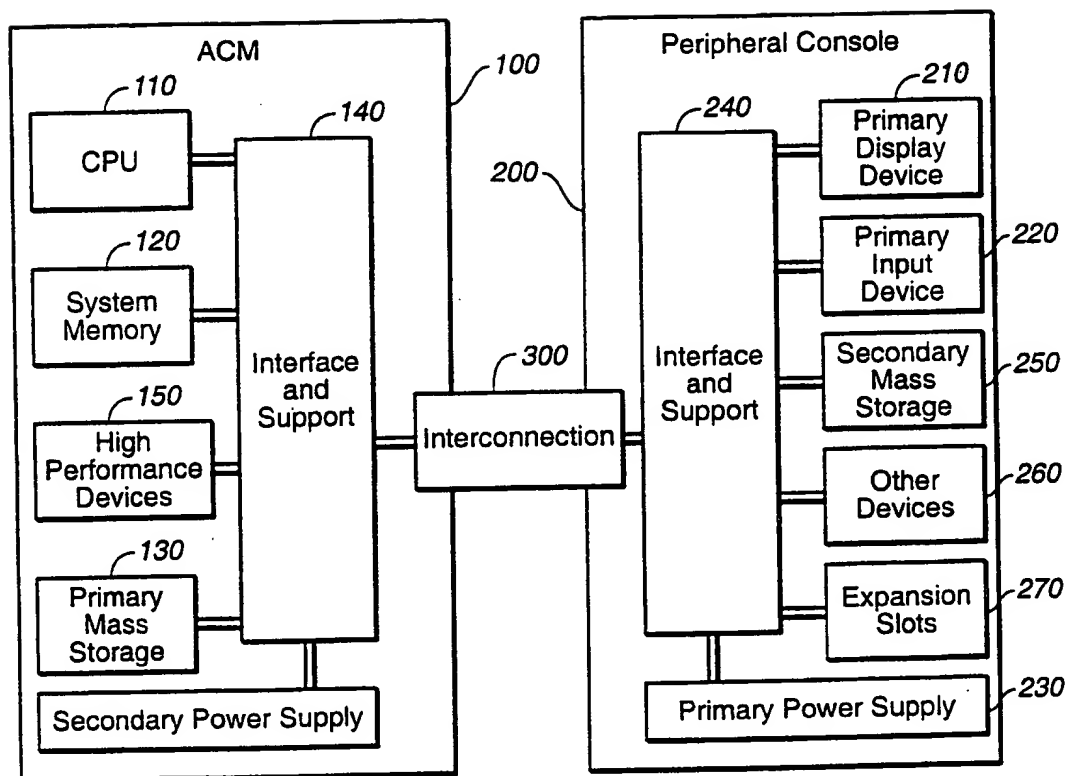 ACM
100
110
CPU
140
120
System
Memory
Interface
and
Support
150
High
Performance
Devices
130
Primary
Mass
Storage
Secondary Power Supply
300
Interconnection
Peripheral Console
200
240
Interface
and
Support
210
Primary
Display
Device
220
Primary
Input
Device
250
Secondary
Mass
Storage
260
Other
Devices
270
Expansion
Slots
230
Primary Power Supply